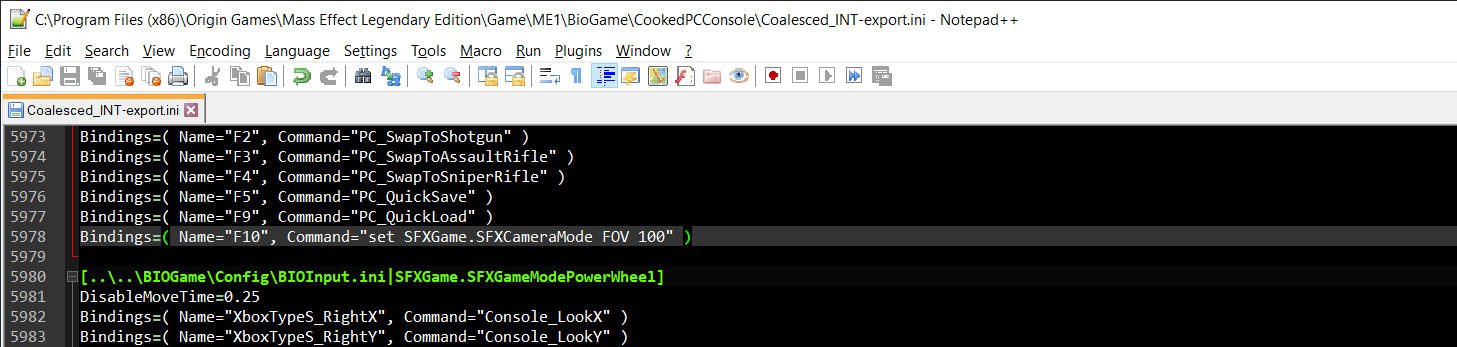 C:\Program Files (x86)\Origin Games\Mass Effect Legendary Edition\Game\ME1\BioGame\CookedPCConsole\Coalesced_INT-export.ini - Notepad++
File Edit Search View Encoding Language Settings Tools Macro Run Plugins Window ?
Coalesced_INT-export.ini
5973 Bindings=( Name="F2", Command="PC_SwapToShotgun" )
5974 Bindings=( Name="F3", Command="PC_SwapToAssaultRifle" )
5975 Bindings=( Name="F4", Command="PC_SwapToSniperRifle" )
5976 Bindings=( Name="F5", Command="PC_QuickSave" )
5977 Bindings=( Name="F9", Command="PC_QuickLoad" )
5978 Bindings=( Name="F10", Command="set SFXGame.SFXCameraMode FOV 100" )
5979
5980 [..\..\BIOGame\Config\BIOInput.ini|SFXGame.SFXGameModePowerWheel]
5981 DisableMoveTime=0.25
5982 Bindings=( Name="XboxTypeS_RightX", Command="Console_LookX" )
5983 Bindings=( Name="XboxTypeS_RightY", Command="Console_LookY" )